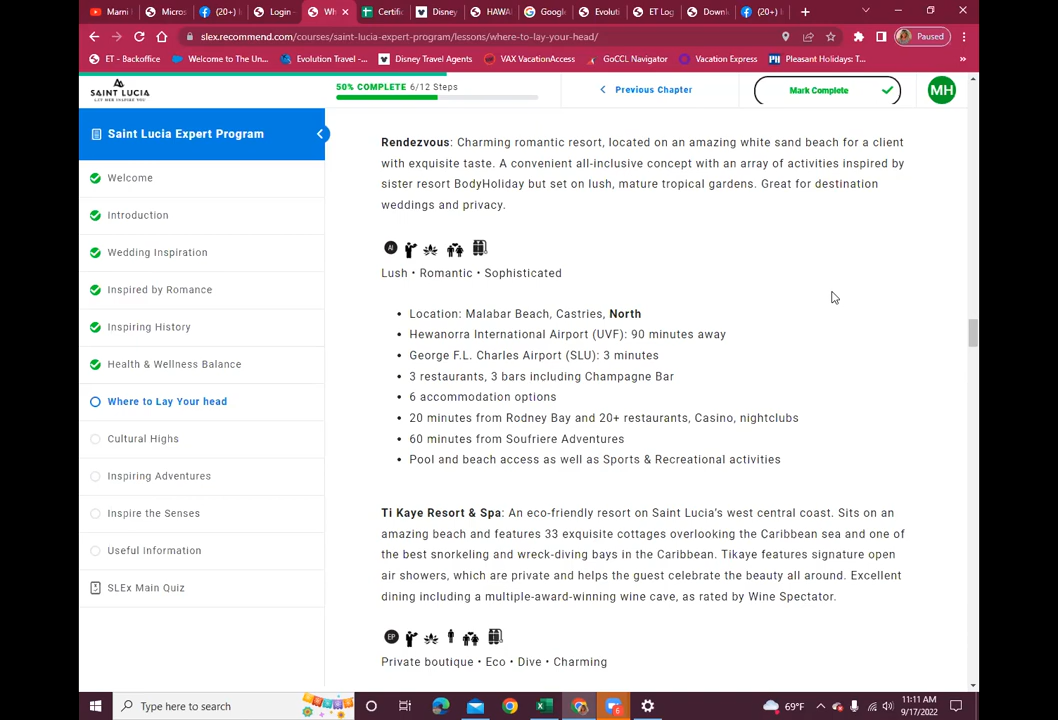 Marni
Micros
(20+)
Login -
Wh
Certific
Disney
HAWAI
Google
Evoluti
ET Log
Downl
(20+)
slex.recommend.com/courses/saint-lucia-expert-program/lessons/where-to-lay-your-head/
Paused
ET - Backoffice
Welcome to The Un...
Evolution Travel -...
Disney Travel Agents
VAX VacationAccess
GoCCL Navigator
Vacation Express
Pleasant Holidays: T...
SAINT LUCIA
LET HER INSPIRE YOU
50% COMPLETE 6/12 Steps
Previous Chapter
Mark Complete
MH
Saint Lucia Expert Program
Welcome
Introduction
Wedding Inspiration
Inspired by Romance
Inspiring History
Health & Wellness Balance
Where to Lay Your head
Cultural Highs
Inspiring Adventures
Inspire the Senses
Useful Information
SLEx Main Quiz
Rendezvous: Charming romantic resort, located on an amazing white sand beach for a client
with exquisite taste. A convenient all-inclusive concept with an array of activities inspired by
sister resort BodyHoliday but set on lush, mature tropical gardens. Great for destination
weddings and privacy.
AI
Lush • Romantic • Sophisticated
• Location: Malabar Beach, Castries, North
• Hewanorra International Airport (UVF): 90 minutes away
• George F.L. Charles Airport (SLU): 3 minutes
• 3 restaurants, 3 bars including Champagne Bar
• 6 accommodation options
• 20 minutes from Rodney Bay and 20+ restaurants, Casino, nightclubs
• 60 minutes from Soufriere Adventures
• Pool and beach access as well as Sports & Recreational activities
Ti Kaye Resort & Spa: An eco-friendly resort on Saint Lucia's west central coast. Sits on an
amazing beach and features 33 exquisite cottages overlooking the Caribbean sea and one of
the best snorkeling and wreck-diving bays in the Caribbean. Tikaye features signature open
air showers, which are private and helps the guest celebrate the beauty all around. Excellent
dining including a multiple-award-winning wine cave, as rated by Wine Spectator.
EP
Private boutique • Eco • Dive • Charming
Type here to search
6
69°F
11:11 AM
9/17/2022